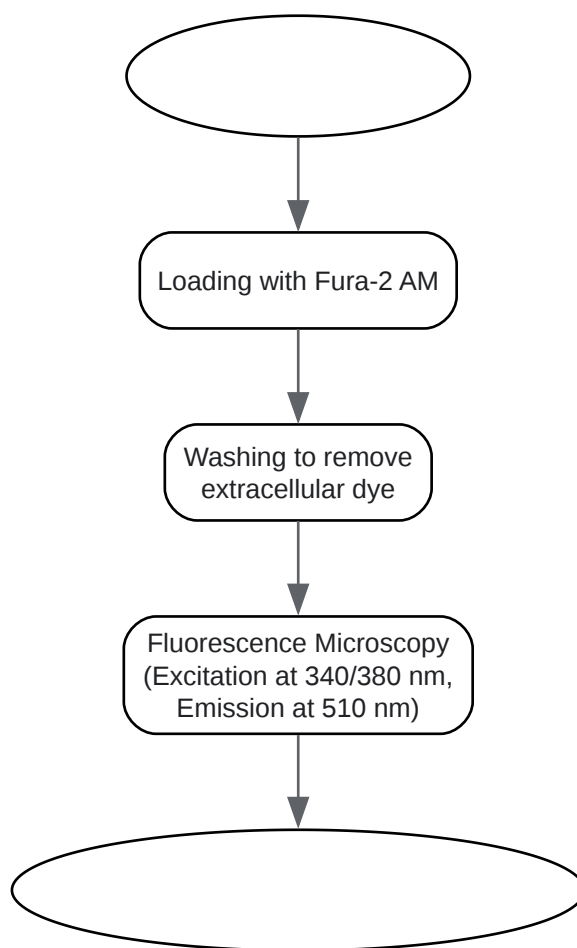 Loading with Fura-2 AM
Washing to remove
extracellular dye
Fluorescence Microscopy
(Excitation at 340/380 nm,
Emission at 510 nm)